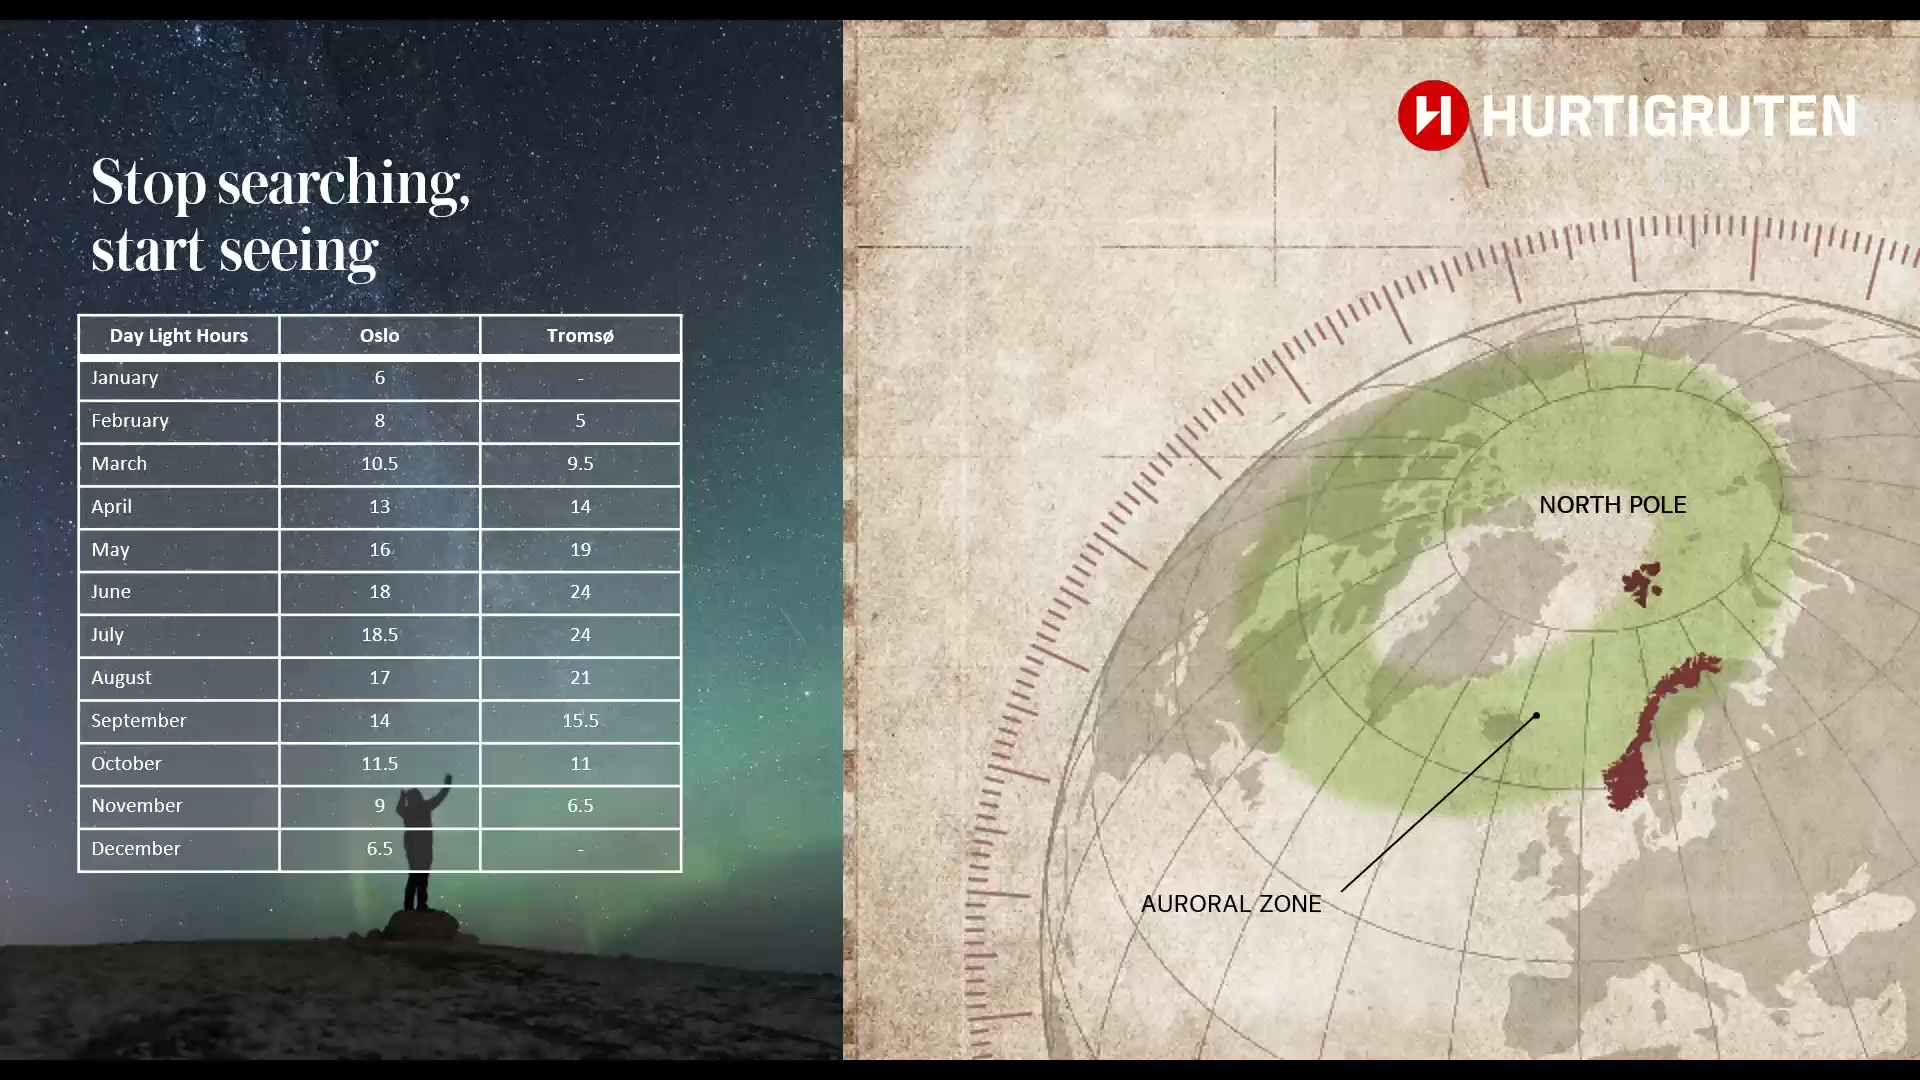 HURTIGRUTEN
Stop searching,
start seeing
Day Light Hours Oslo Tromsø
January 6 -
February 8 5
March 10.5 9.5
April 13 14
May 16 19
June 18 24
July 18.5 24
August 17 21
September 14 15.5
October 11.5 11
November 9 6.5
December 6.5 -
NORTH POLE
AURORAL ZONE